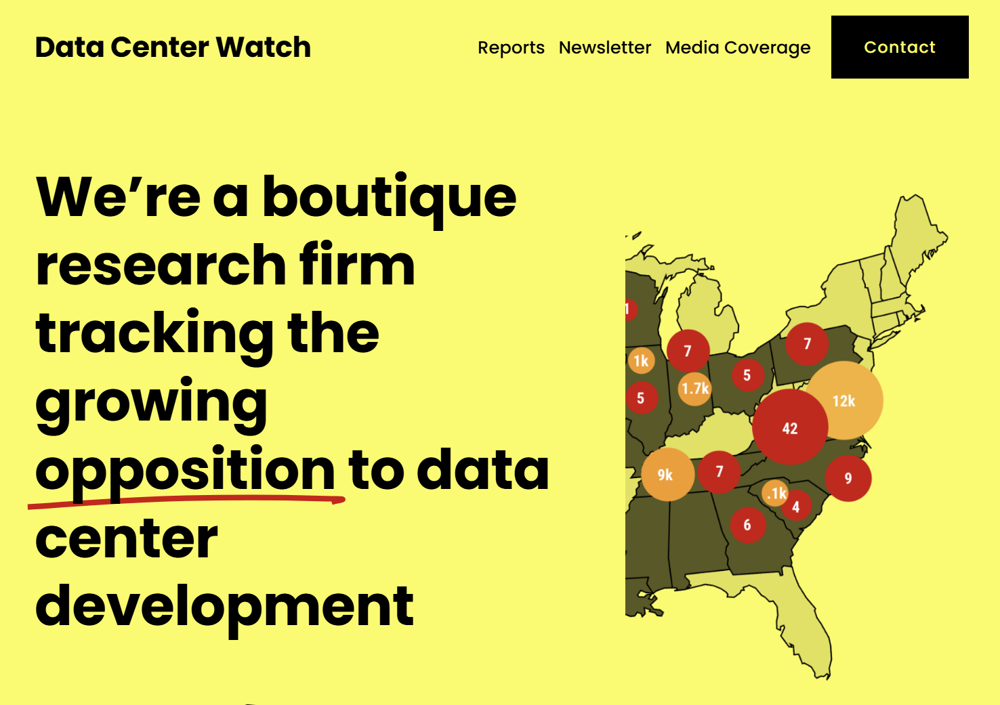 Data Center Watch
Reports Newsletter Media Coverage Contact
We’re a boutique
research firm
tracking the
growing
opposition to data
center
development
1
7
7
1k
5
1.7k
5
12k
42
9k
7
9
.1k
4
6